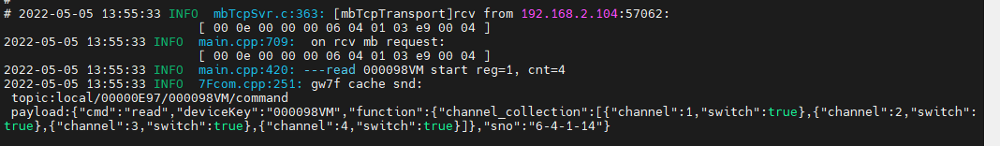 #
# 2022-05-05 13:55:33 INFO  mbTcpSvr.c:363: [mbTcpTransport]rcv from 192.168.2.104:57062:
[ 00 0e 00 00 00 06 04 01 03 e9 00 04 ]
2022-05-05 13:55:33 INFO  main.cpp:709:  on rcv mb request:
[ 00 0e 00 00 00 06 04 01 03 e9 00 04 ]
2022-05-05 13:55:33 INFO  main.cpp:420: ---read 000098VM start reg=1, cnt=4
2022-05-05 13:55:33 INFO  7Fcom.cpp:251: gw7f cache snd:
topic:local/00000E97/000098VM/command
payload:{"cmd":"read","deviceKey":"000098VM","function":{"channel_collection":[{"channel":1,"switch":true},{"channel":2,"switch":
true},{"channel":3,"switch":true},{"channel":4,"switch":true}]},"sno":"6-4-1-14"}